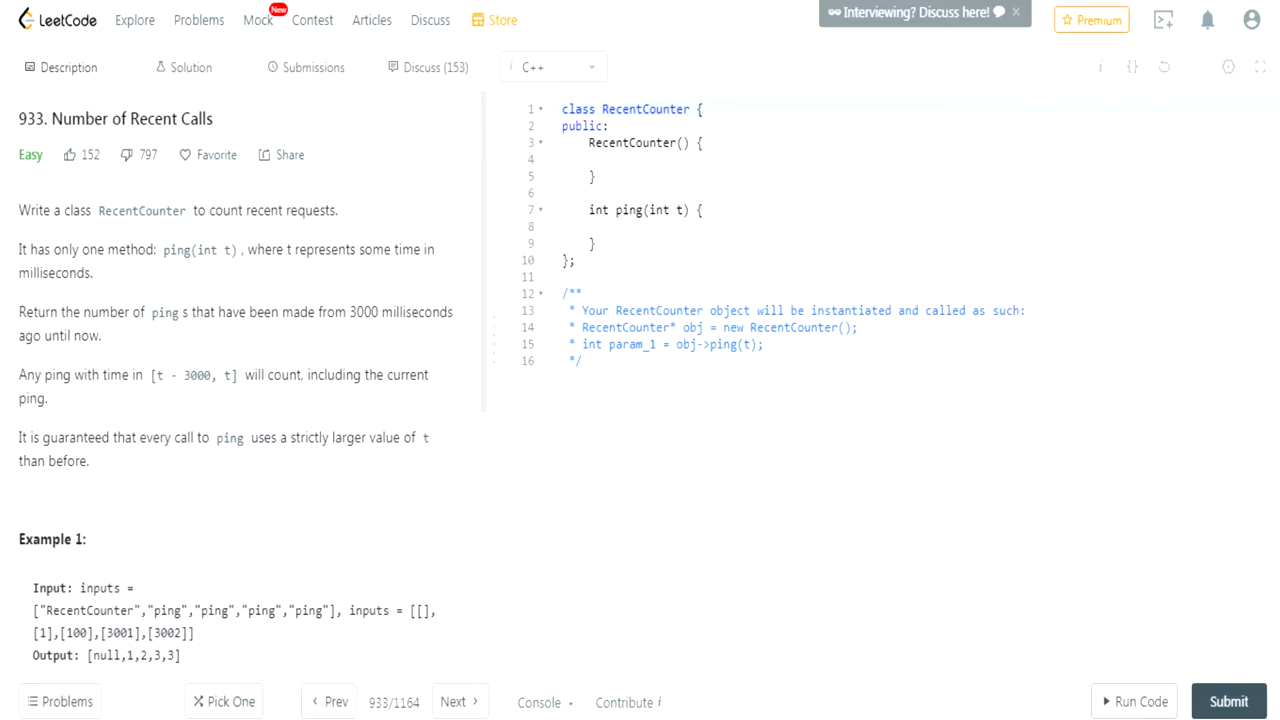 LeetCode Explore Problems Mock New Contest Articles Discuss Store Interviewing? Discuss here! × Premium
Description Solution Submissions Discuss (153) i C++ i {}
933. Number of Recent Calls
Easy 152 797 Favorite Share
Write a class RecentCounter to count recent requests.
It has only one method: ping(int t), where t represents some time in
milliseconds.
Return the number of pings that have been made from 3000 milliseconds
ago until now.
Any ping with time in [t - 3000, t] will count, including the current
ping.
It is guaranteed that every call to ping uses a strictly larger value of t
than before.
Example 1:
Input: inputs =
["RecentCounter","ping","ping","ping","ping"], inputs = [[],
[1],[100],[3001],[3002]]
Output: [null,1,2,3,3]
1 class RecentCounter {
2 public:
3 RecentCounter() {
4
5 }
6
7 int ping(int t) {
8
9 }
10 };
11
12 /**
13 * Your RecentCounter object will be instantiated and called as such:
14 * RecentCounter* obj = new RecentCounter();
15 * int param_1 = obj->ping(t);
16 */
Problems Pick One Prev 933/1164 Next Console Contribute i Run Code Submit